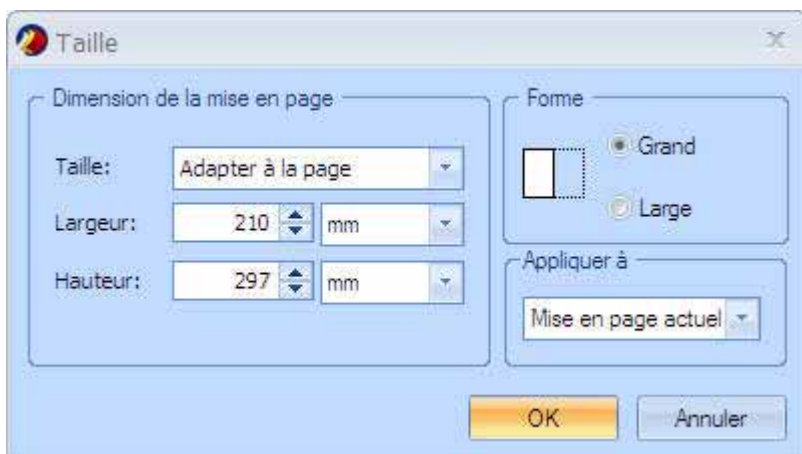 Taille
Dimension de la mise en page
Taille: Adapter à la page
Largeur: 210 mm
Hauteur: 297 mm
Forme
Grand
Large
Appliquer à
Mise en page actuel
OK Annuler